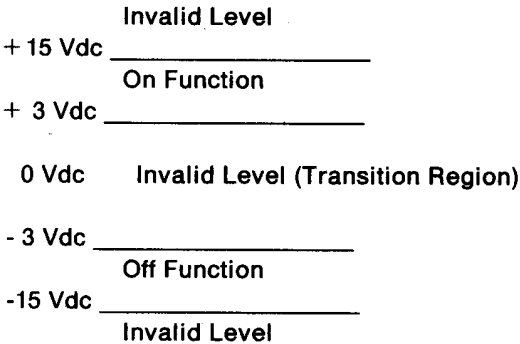 Invalid Level
+ 15 Vdc
On Function
+ 3 Vdc
0 Vdc Invalid Level (Transition Region)
- 3 Vdc
Off Function
-15 Vdc
Invalid Level